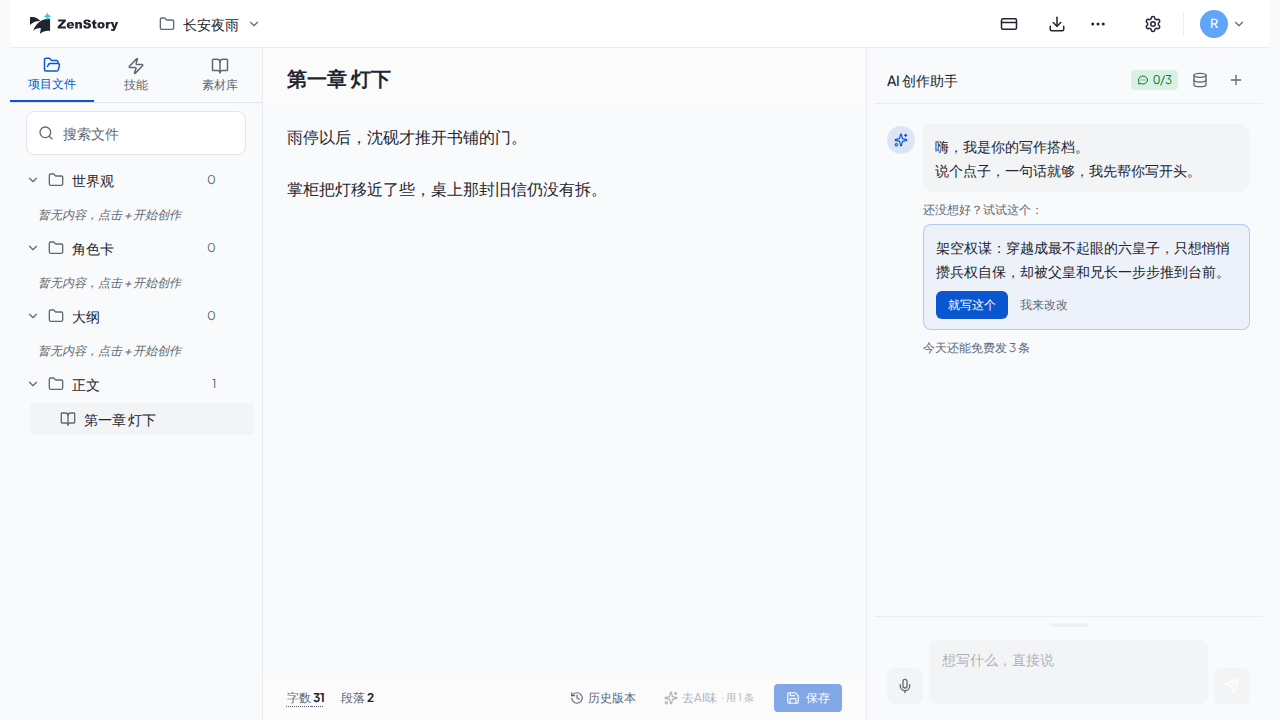 ZenStory
长安夜雨
R
项目文件
技能
素材库
搜索文件
世界观 0
暂无内容，点击 + 开始创作
角色卡 0
暂无内容，点击 + 开始创作
大纲 0
暂无内容，点击 + 开始创作
正文 1
第一章 灯下
第一章 灯下
雨停以后，沈砚才推开书铺的门。
掌柜把灯移近了些，桌上那封旧信仍没有拆。
字数 31
段落 2
历史版本
去AI味 · 用 1 条
保存
AI 创作助手
0/3
嗨，我是你的写作搭档。
说个点子，一句话就够，我先帮你写开头。
还没想好？试试这个：
架空权谋：穿越成最不起眼的六皇子，只想悄悄
攒兵权自保，却被父皇和兄长一步步推到台前。
就写这个
我来改改
今天还能免费发 3 条
想写什么，直接说